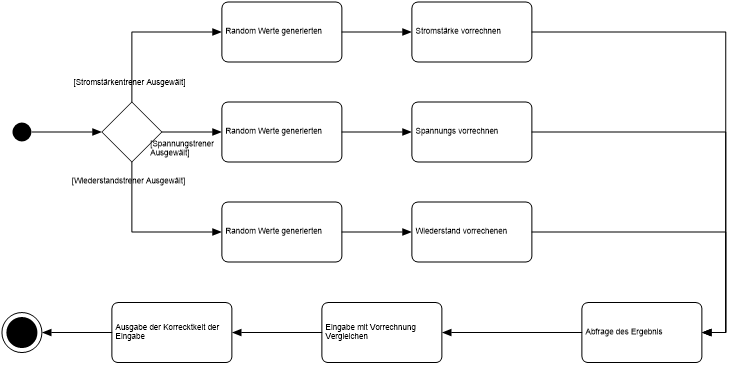 Random Werte generierten
Stromstärke vorrechnen
[Stromstärkentrener Ausgewält]
Random Werte generierten
Spannungs vorrechnen
[Spannungstrener
Ausgewält]
[Wiederstandstrener Ausgewält]
Random Werte generierten
Wiederstand vorrechenen
Ausgabe der Korrecktkeit der
Eingabe
Eingabe mit Vorrechnung
Vergleichen
Abfrage des Ergebnis